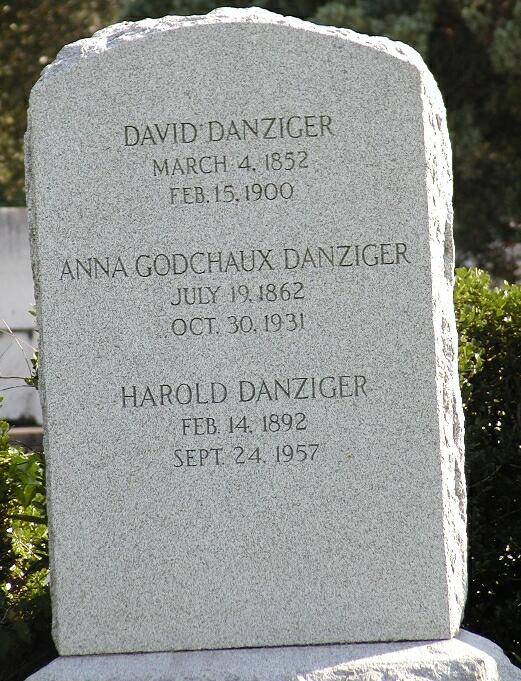 DAVID DANZIGER
MARCH 4, 1852
FEB. 15, 1900
ANNA GODCHAUX DANZIGER
JULY 19, 1862
OCT. 30, 1931
HAROLD DANZIGER
FEB. 14, 1892
SEPT. 24, 1957